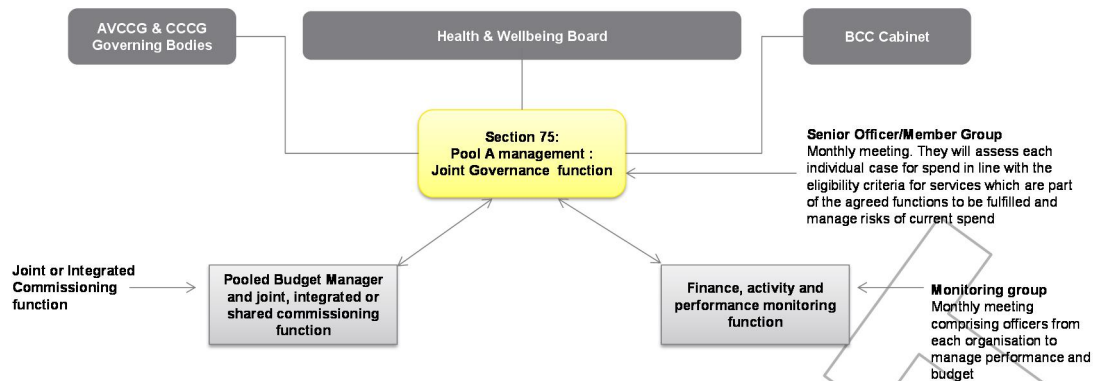 AVCCG & CCCG
Governing Bodies
Health & Wellbeing Board
BCC Cabinet
Section 75:
Pool A management :
Joint Governance function
Senior Officer/Member Group
Monthly meeting. They will assess each
individual case for spend in line with the
eligibility criteria for services which are part
of the agreed functions to be fulfilled and
manage risks of current spend
Joint or Integrated
Commissioning
function
Pooled Budget Manager
and joint, integrated or
shared commissioning
function
Finance, activity and
performance monitoring
function
Monitoring group
Monthly meeting
comprising officers from
each organisation to
manage performance and
budget